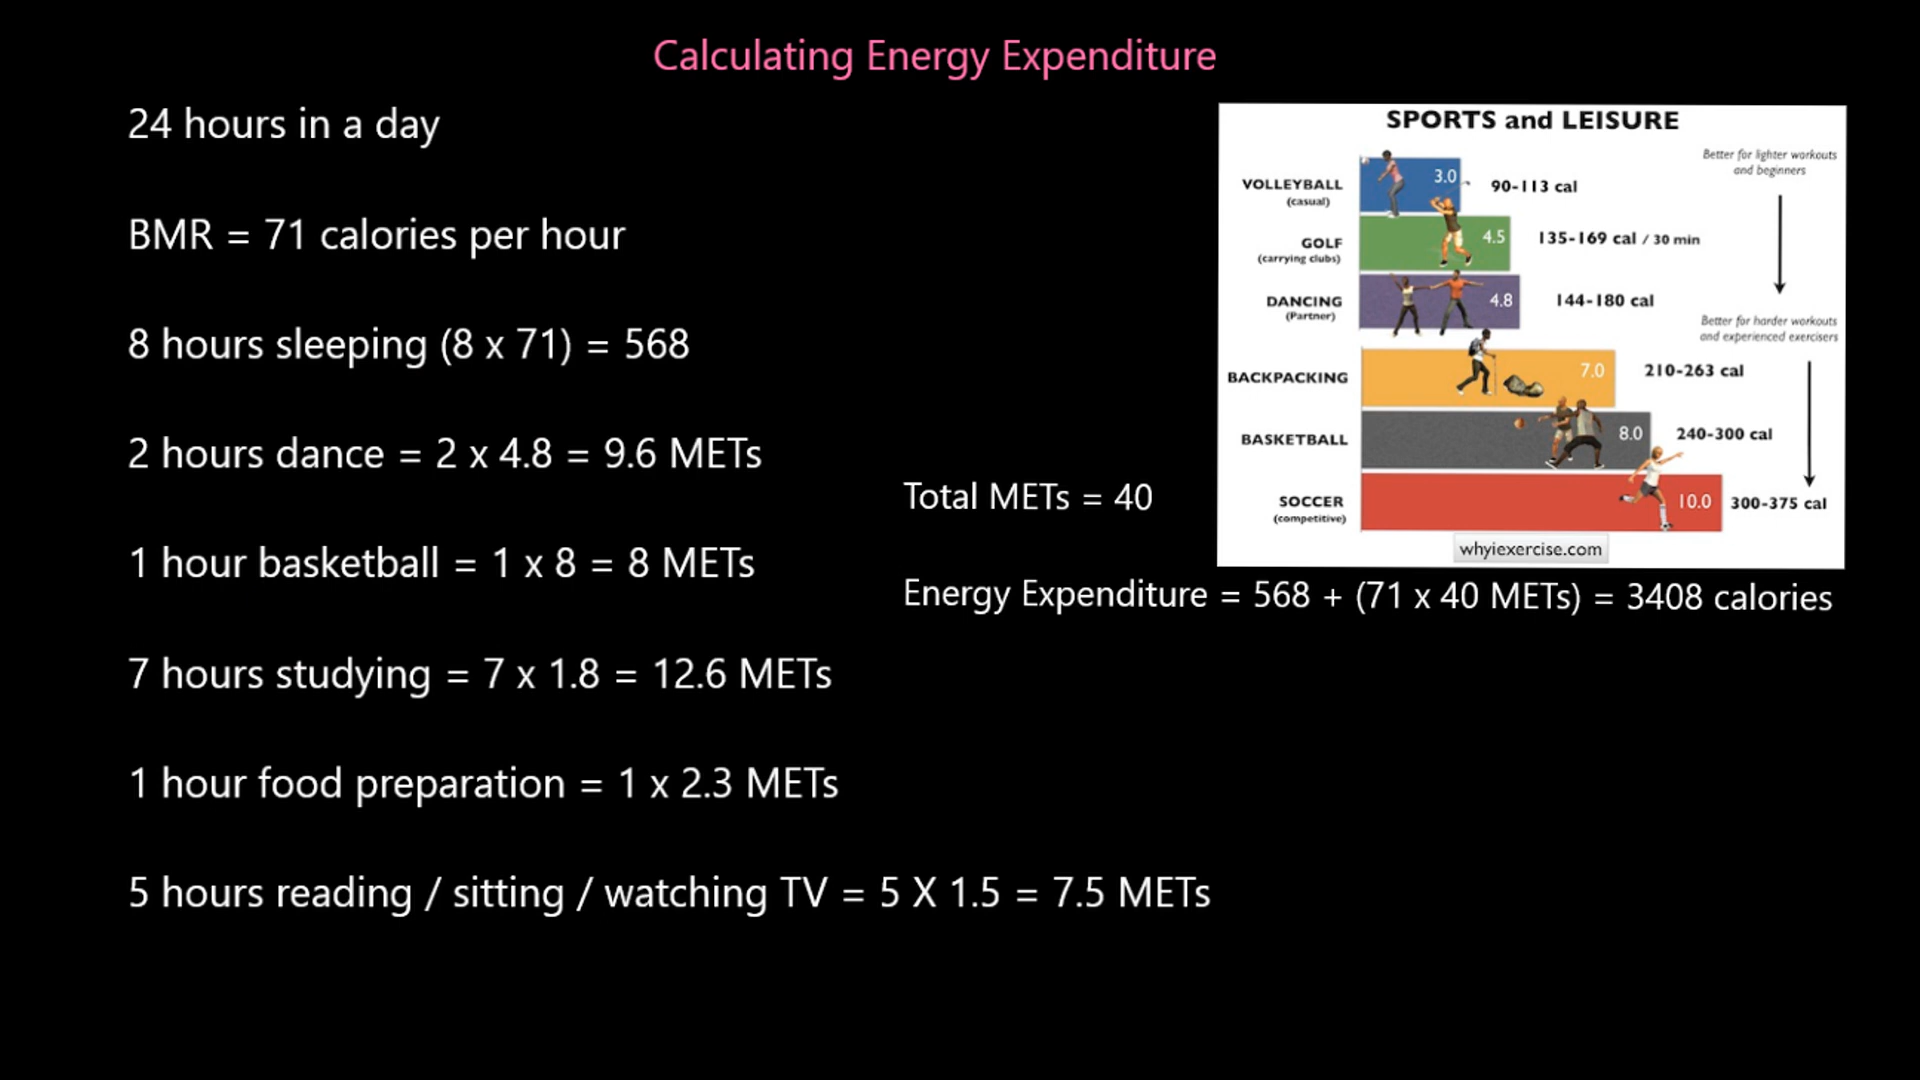 Calculating Energy Expenditure
24 hours in a day
BMR = 71 calories per hour
8 hours sleeping (8 x 71) = 568
2 hours dance = 2 x 4.8 = 9.6 METs
1 hour basketball = 1 x 8 = 8 METs
7 hours studying = 7 x 1.8 = 12.6 METs
1 hour food preparation = 1 x 2.3 METs
5 hours reading / sitting / watching TV = 5 X 1.5 = 7.5 METs
Total METs = 40
Energy Expenditure = 568 + (71 x 40 METs) = 3408 calories
SPORTS and LEISURE
Better for lighter workouts
and beginners
VOLLEYBALL
(casual)
3.0
90-113 cal
GOLF
(carrying clubs)
4.5
135-169 cal / 30 min
DANCING
(Partner)
4.8
144-180 cal
Better for harder workouts
and experienced exercisers
BACKPACKING
7.0
210-263 cal
BASKETBALL
8.0
240-300 cal
SOCCER
(competitive)
10.0
300-375 cal
whyiexercise.com